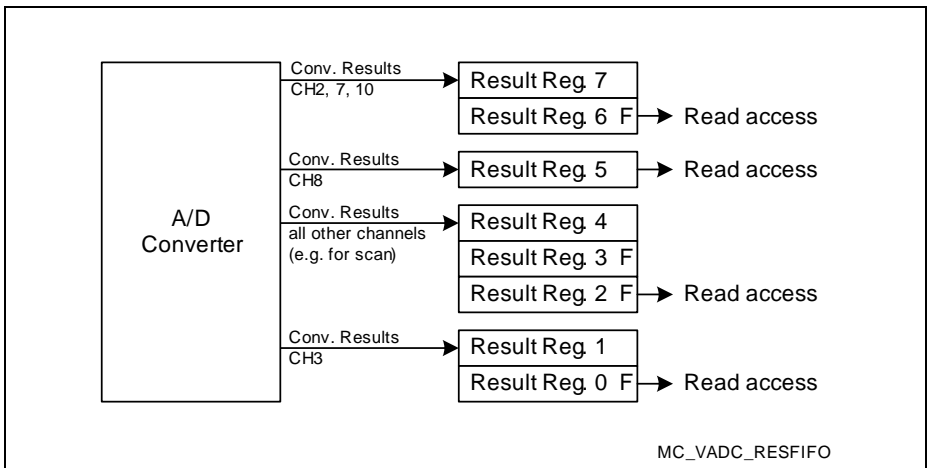 Conv. Results
CH2, 7, 10
Result Reg. 7
Result Reg. 6 F
Read access
Conv. Results
CH8
Result Reg. 5
Read access
A/D
Converter
Conv. Results
all other channels
(e.g. for scan)
Result Reg. 4
Result Reg. 3 F
Result Reg. 2 F
Read access
Conv. Results
CH3
Result Reg. 1
Result Reg. 0 F
Read access
MC_VADC_RESFIFO